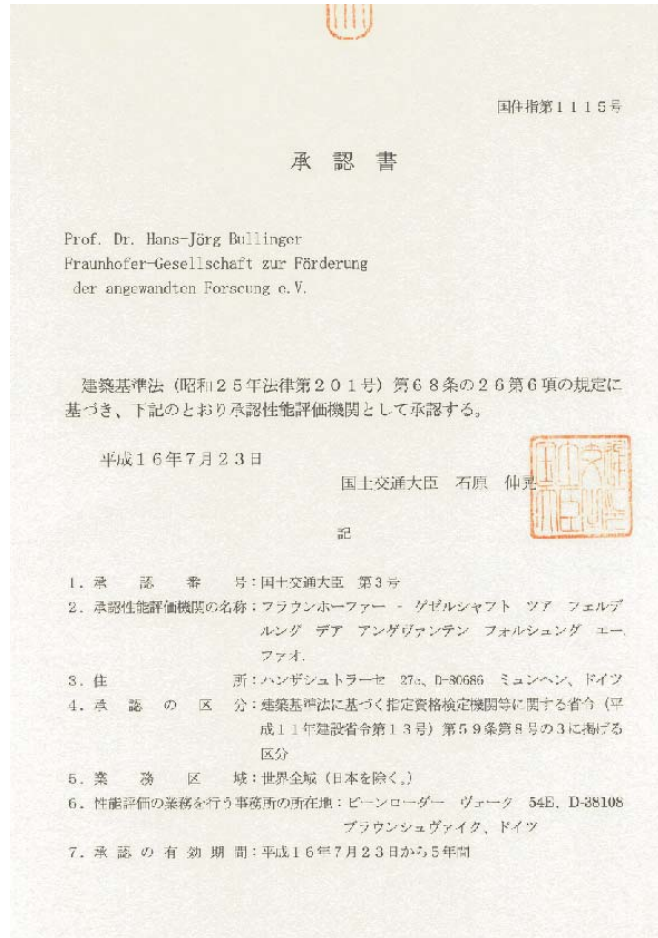 国住指第1115号
承認書
Prof. Dr. Hans-Jörg Bullinger
Fraunhofer-Gesellschaft zur Förderung
der angewandten Forscung e.V.
建築基準法（昭和25年法律第201号）第68条の26第6項の規定に
基づき、下記のとおり承認性能評価機関として承認する。
平成16年7月23日
国土交通大臣　石原　伸晃
記
1．承認番号：国土交通大臣　第3号
2．承認性能評価機関の名称：フラウンホーファー - ゲゼルシャフト ツア フェルデ
ルング デア アンゲヴァンテン フォルシュング エー.
ファオ.
3．住所：ハンザシュトラーセ 27c、D-80686 ミュンヘン、ドイツ
4．承認の区分：建築基準法に基づく指定資格検定機関等に関する省令（平
成11年建設省令第13号）第59条第8号の3に掲げる
区分
5．業務区域：世界全域（日本を除く。）
6．性能評価の業務を行う事務所の所在地：ビーンローダー ヴェーク 54E、D-38108
ブラウンシュヴァイク、ドイツ
7．承認の有効期間：平成16年7月23日から5年間